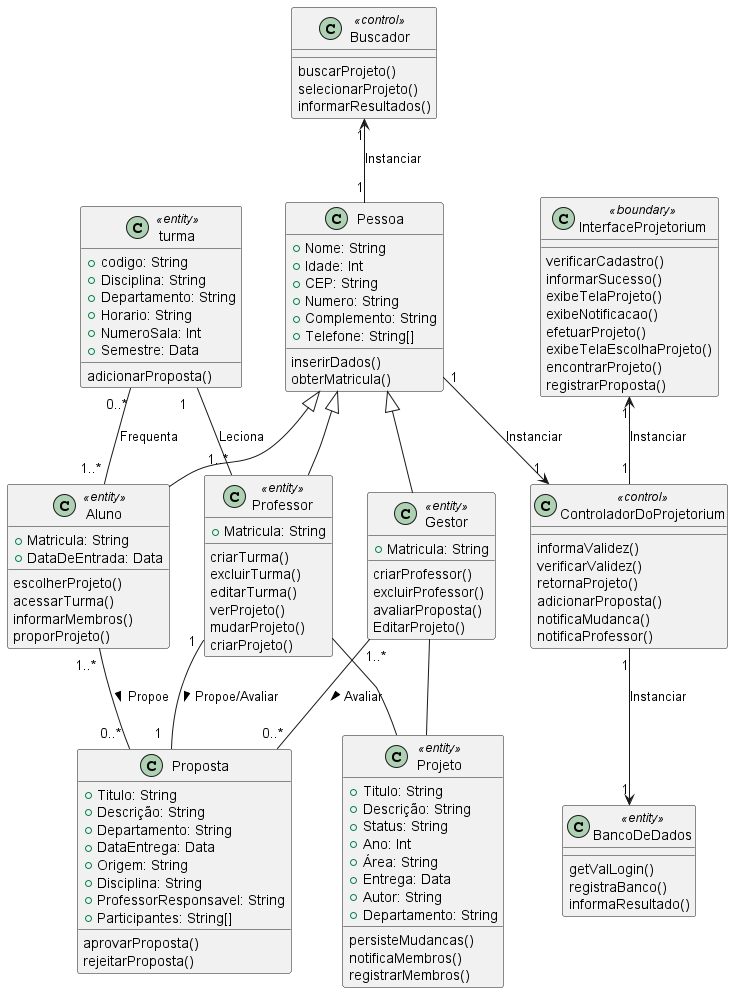 C
«control»
Buscador
buscarProjeto()
selecionarProjeto()
informarResultados()
1
Instanciar
1
C
«entity»
turma
codigo: String
Disciplina: String
Departamento: String
Horario: String
NumeroSala: Int
Semestre: Data
adicionarProposta()
C
Pessoa
Nome: String
Idade: Int
CEP: String
Numero: String
Complemento: String
Telefone: String[]
inserirDados()
obterMatricula()
C
«boundary»
InterfaceProjetorium
verificarCadastro()
informarSucesso()
exibeTelaProjeto()
exibeNotificacao()
efetuarProjeto()
exibeTelaEscolhaProjeto()
encontrarProjeto()
registrarProposta()
0..*
Frequenta
1..*
1
Leciona
1..*
1
Instanciar
1
1
Instanciar
1
C
«entity»
Aluno
Matricula: String
DataDeEntrada: Data
escolherProjeto()
acessarTurma()
informarMembros()
proporProjeto()
C
«entity»
Professor
Matricula: String
criarTurma()
excluirTurma()
editarTurma()
verProjeto()
mudarProjeto()
criarProjeto()
C
«entity»
Gestor
Matricula: String
criarProfessor()
excluirProfessor()
avaliarProposta()
EditarProjeto()
C
«control»
ControladorDoProjetorium
informaValidez()
verificarValidez()
retornaProjeto()
adicionarProposta()
notificaMudanca()
notificaProfessor()
1..*
Propoe
0..*
1
Propoe/Avaliar
1
1..*
Avaliar
0..*
1
Instanciar
1
C
«entity»
Proposta
Titulo: String
Descrição: String
Departamento: String
DataEntrega: Data
Origem: String
Disciplina: String
ProfessorResponsavel: String
Participantes: String[]
aprovarProposta()
rejeitarProposta()
C
«entity»
Projeto
Titulo: String
Descrição: String
Status: String
Ano: Int
Área: String
Entrega: Data
Autor: String
Departamento: String
persisteMudancas()
notificaMembros()
registrarMembros()
C
«entity»
BancoDeDados
getValLogin()
registraBanco()
informaResultado()